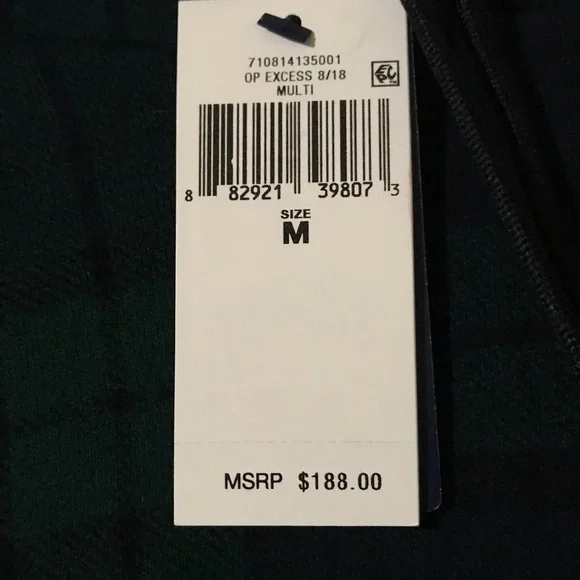 710814135001
OP EXCESS 8/18
MULTI
8 82921 39807 3
SIZE
M
MSRP $188.00